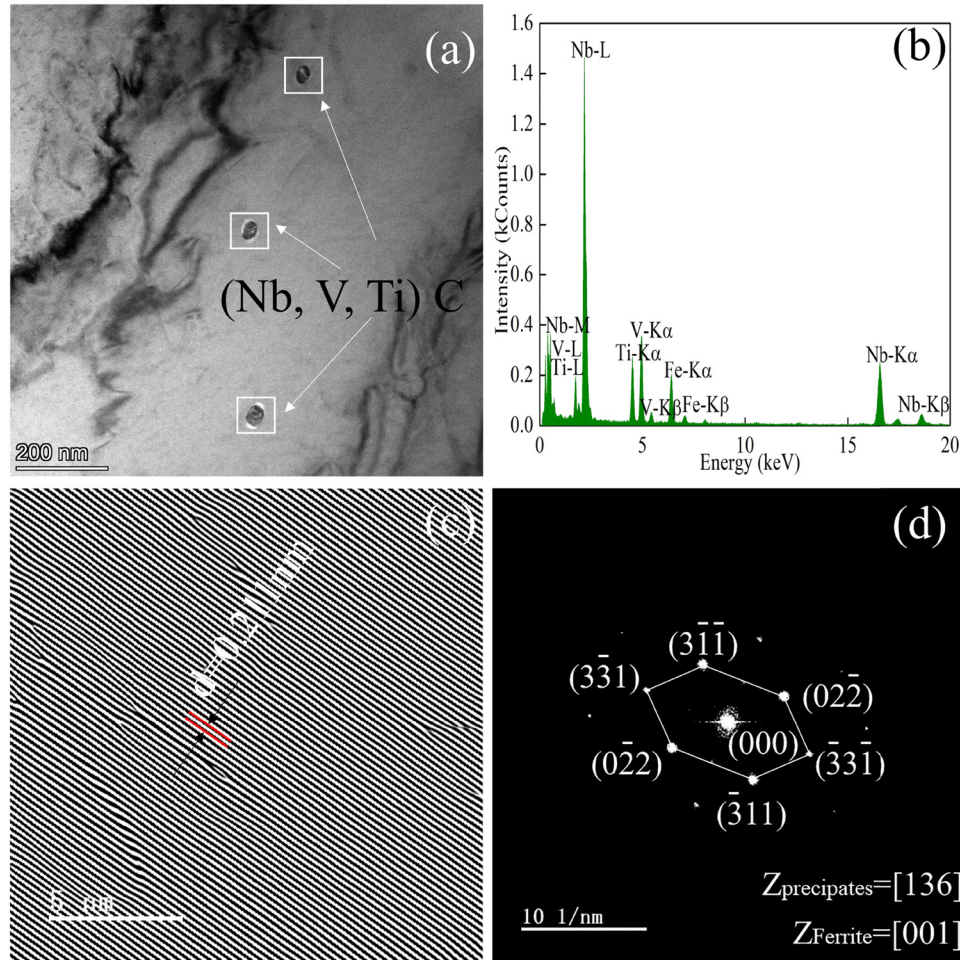 (a)
(Nb, V, Ti) C
200 nm
(b)
Intensity (kCounts)
1.6
1.4
1.2
1.0
0.8
0.6
0.4
0.2
0.0
Nb-L
Nb-M
V-L
Ti-L
V-Kα
Ti-Kα
V-Kβ
Fe-Kα
Fe-Kβ
Nb-Kα
Nb-Kβ
0 5 10 15 20
Energy (keV)
(c)
d=0.211nm
5 nm
(d)
(31̄1̄)
(33̄1)
(022̄)
(000)
(02̄2)
(3̄31̄)
(3̄11)
Zprecipates=[136]
10 1/nm
ZFerrite=[001]